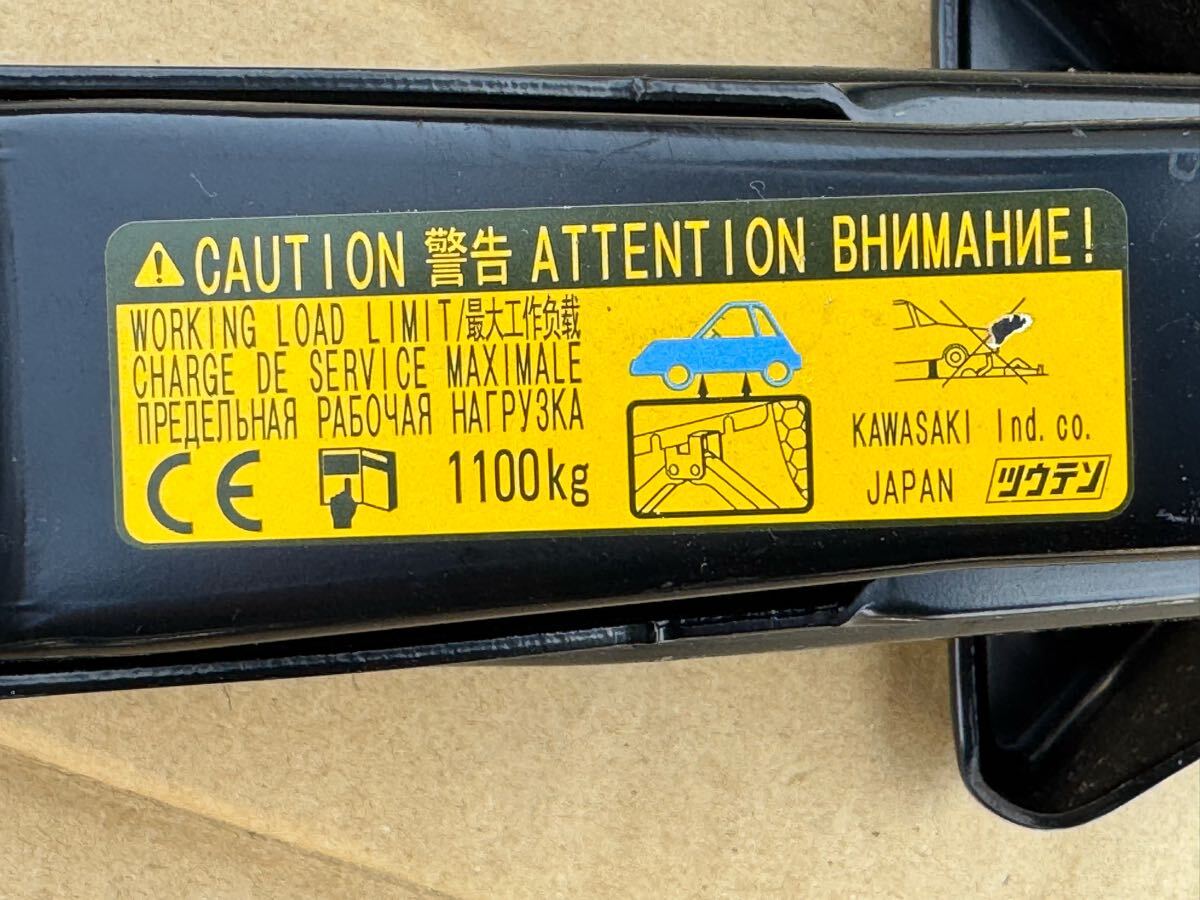 CAUTION 警告 ATTENTION ВНИМАНИЕ!
WORKING LOAD LIMIT/最大工作负载
CHARGE DE SERVICE MAXIMALE
ПРЕДЕЛЬНАЯ РАБОЧАЯ НАГРУЗКА
CE
1100kg
KAWASAKI Ind. co.
JAPAN ツウテン